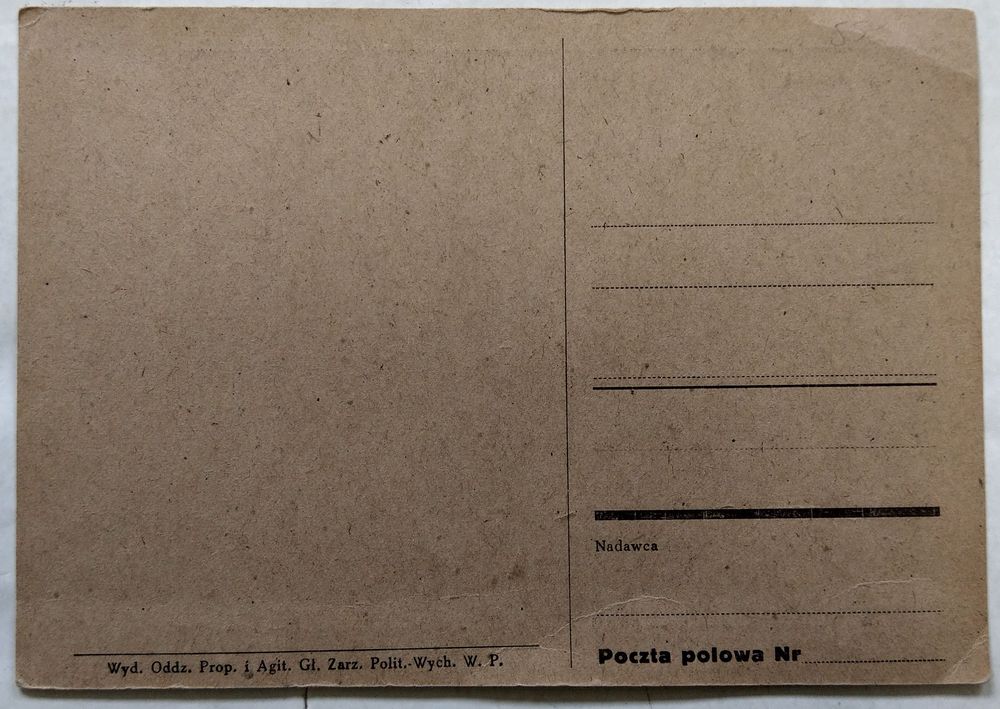 Wyd. Oddz. Prop. i Agit. Gł. Zarz. Polit.-Wych. W. P.
Nadawca
Poczta polowa Nr